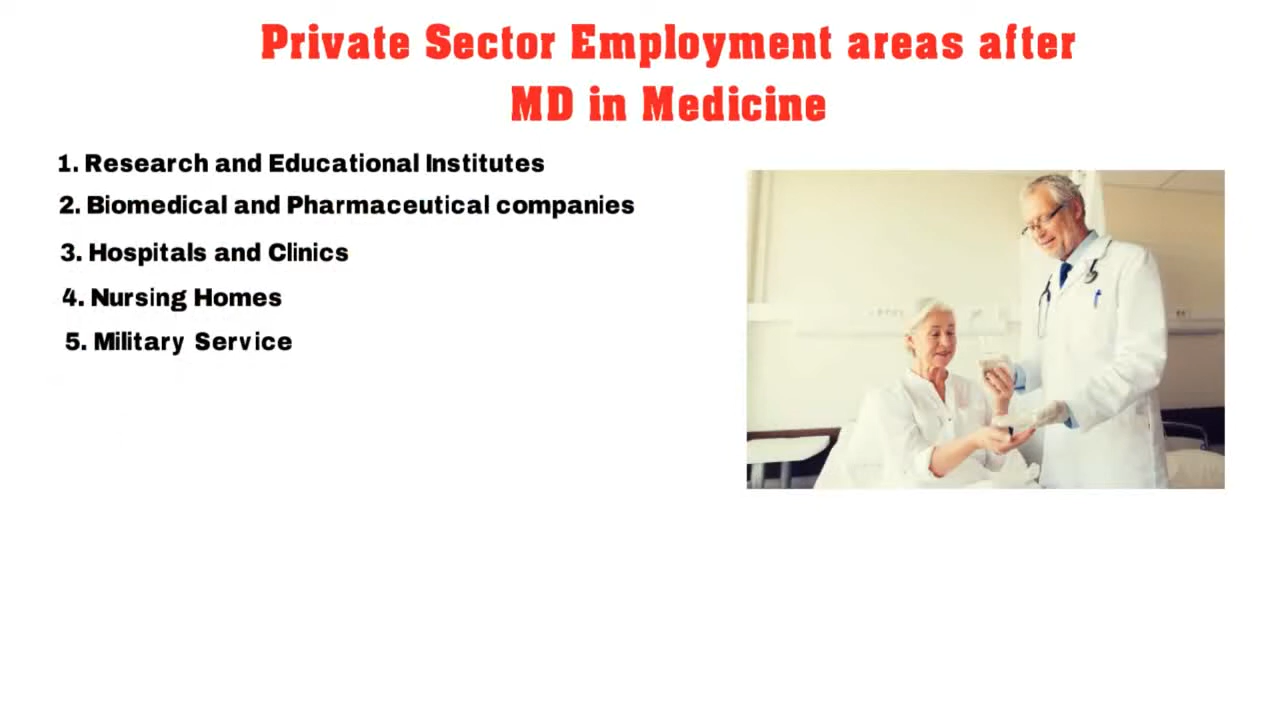 Private Sector Employment areas after
MD in Medicine
1. Research and Educational Institutes
2. Biomedical and Pharmaceutical companies
3. Hospitals and Clinics
4. Nursing Homes
5. Military Service